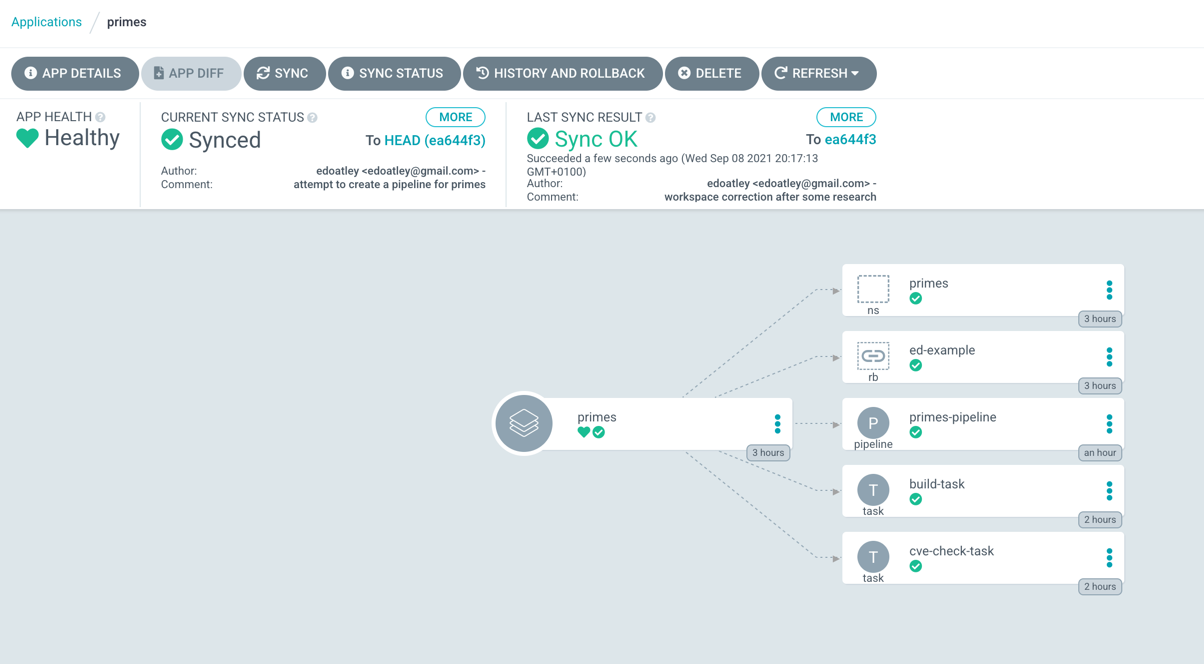 Applications / primes
APP DETAILS APP DIFF SYNC SYNC STATUS HISTORY AND ROLLBACK DELETE REFRESH
APP HEALTH
Healthy
CURRENT SYNC STATUS
MORE
Synced
To HEAD (ea644f3)
Author: edoatley <edoatley@gmail.com> -
Comment: attempt to create a pipeline for primes
LAST SYNC RESULT
MORE
Sync OK
To ea644f3
Succeeded a few seconds ago (Wed Sep 08 2021 20:17:13
GMT+0100)
Author: edoatley <edoatley@gmail.com> -
Comment: workspace correction after some research
primes
3 hours
primes
ns
3 hours
ed-example
rb
3 hours
P
primes-pipeline
pipeline
an hour
T
build-task
task
2 hours
T
cve-check-task
task
2 hours